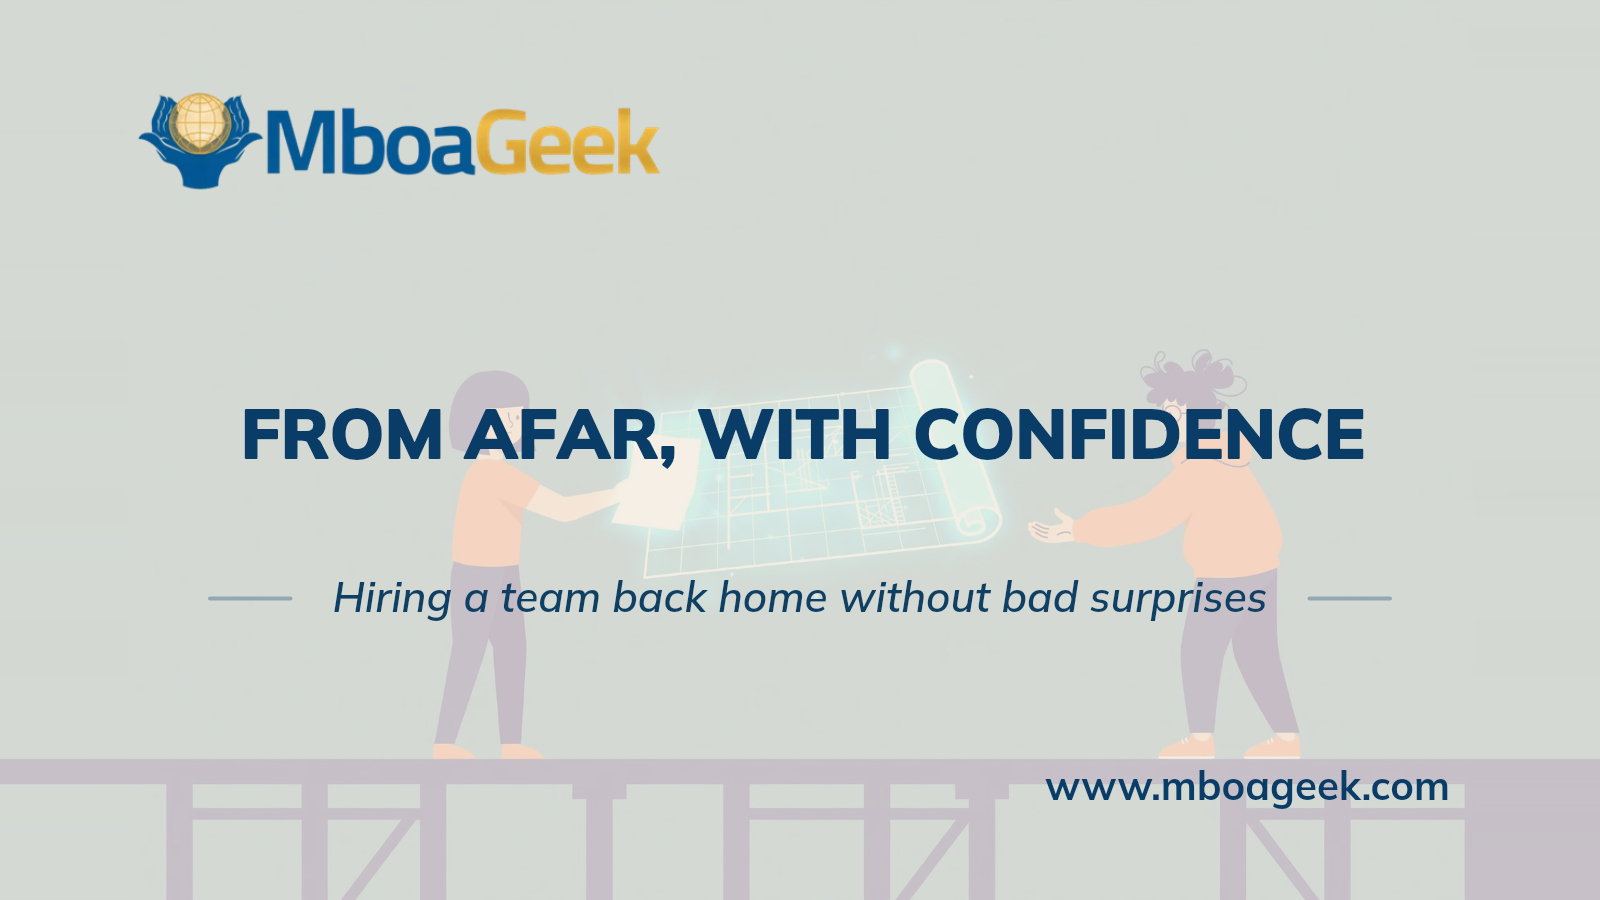 MboaGeek
FROM AFAR, WITH CONFIDENCE
Hiring a team back home without bad surprises
www.mboageek.com